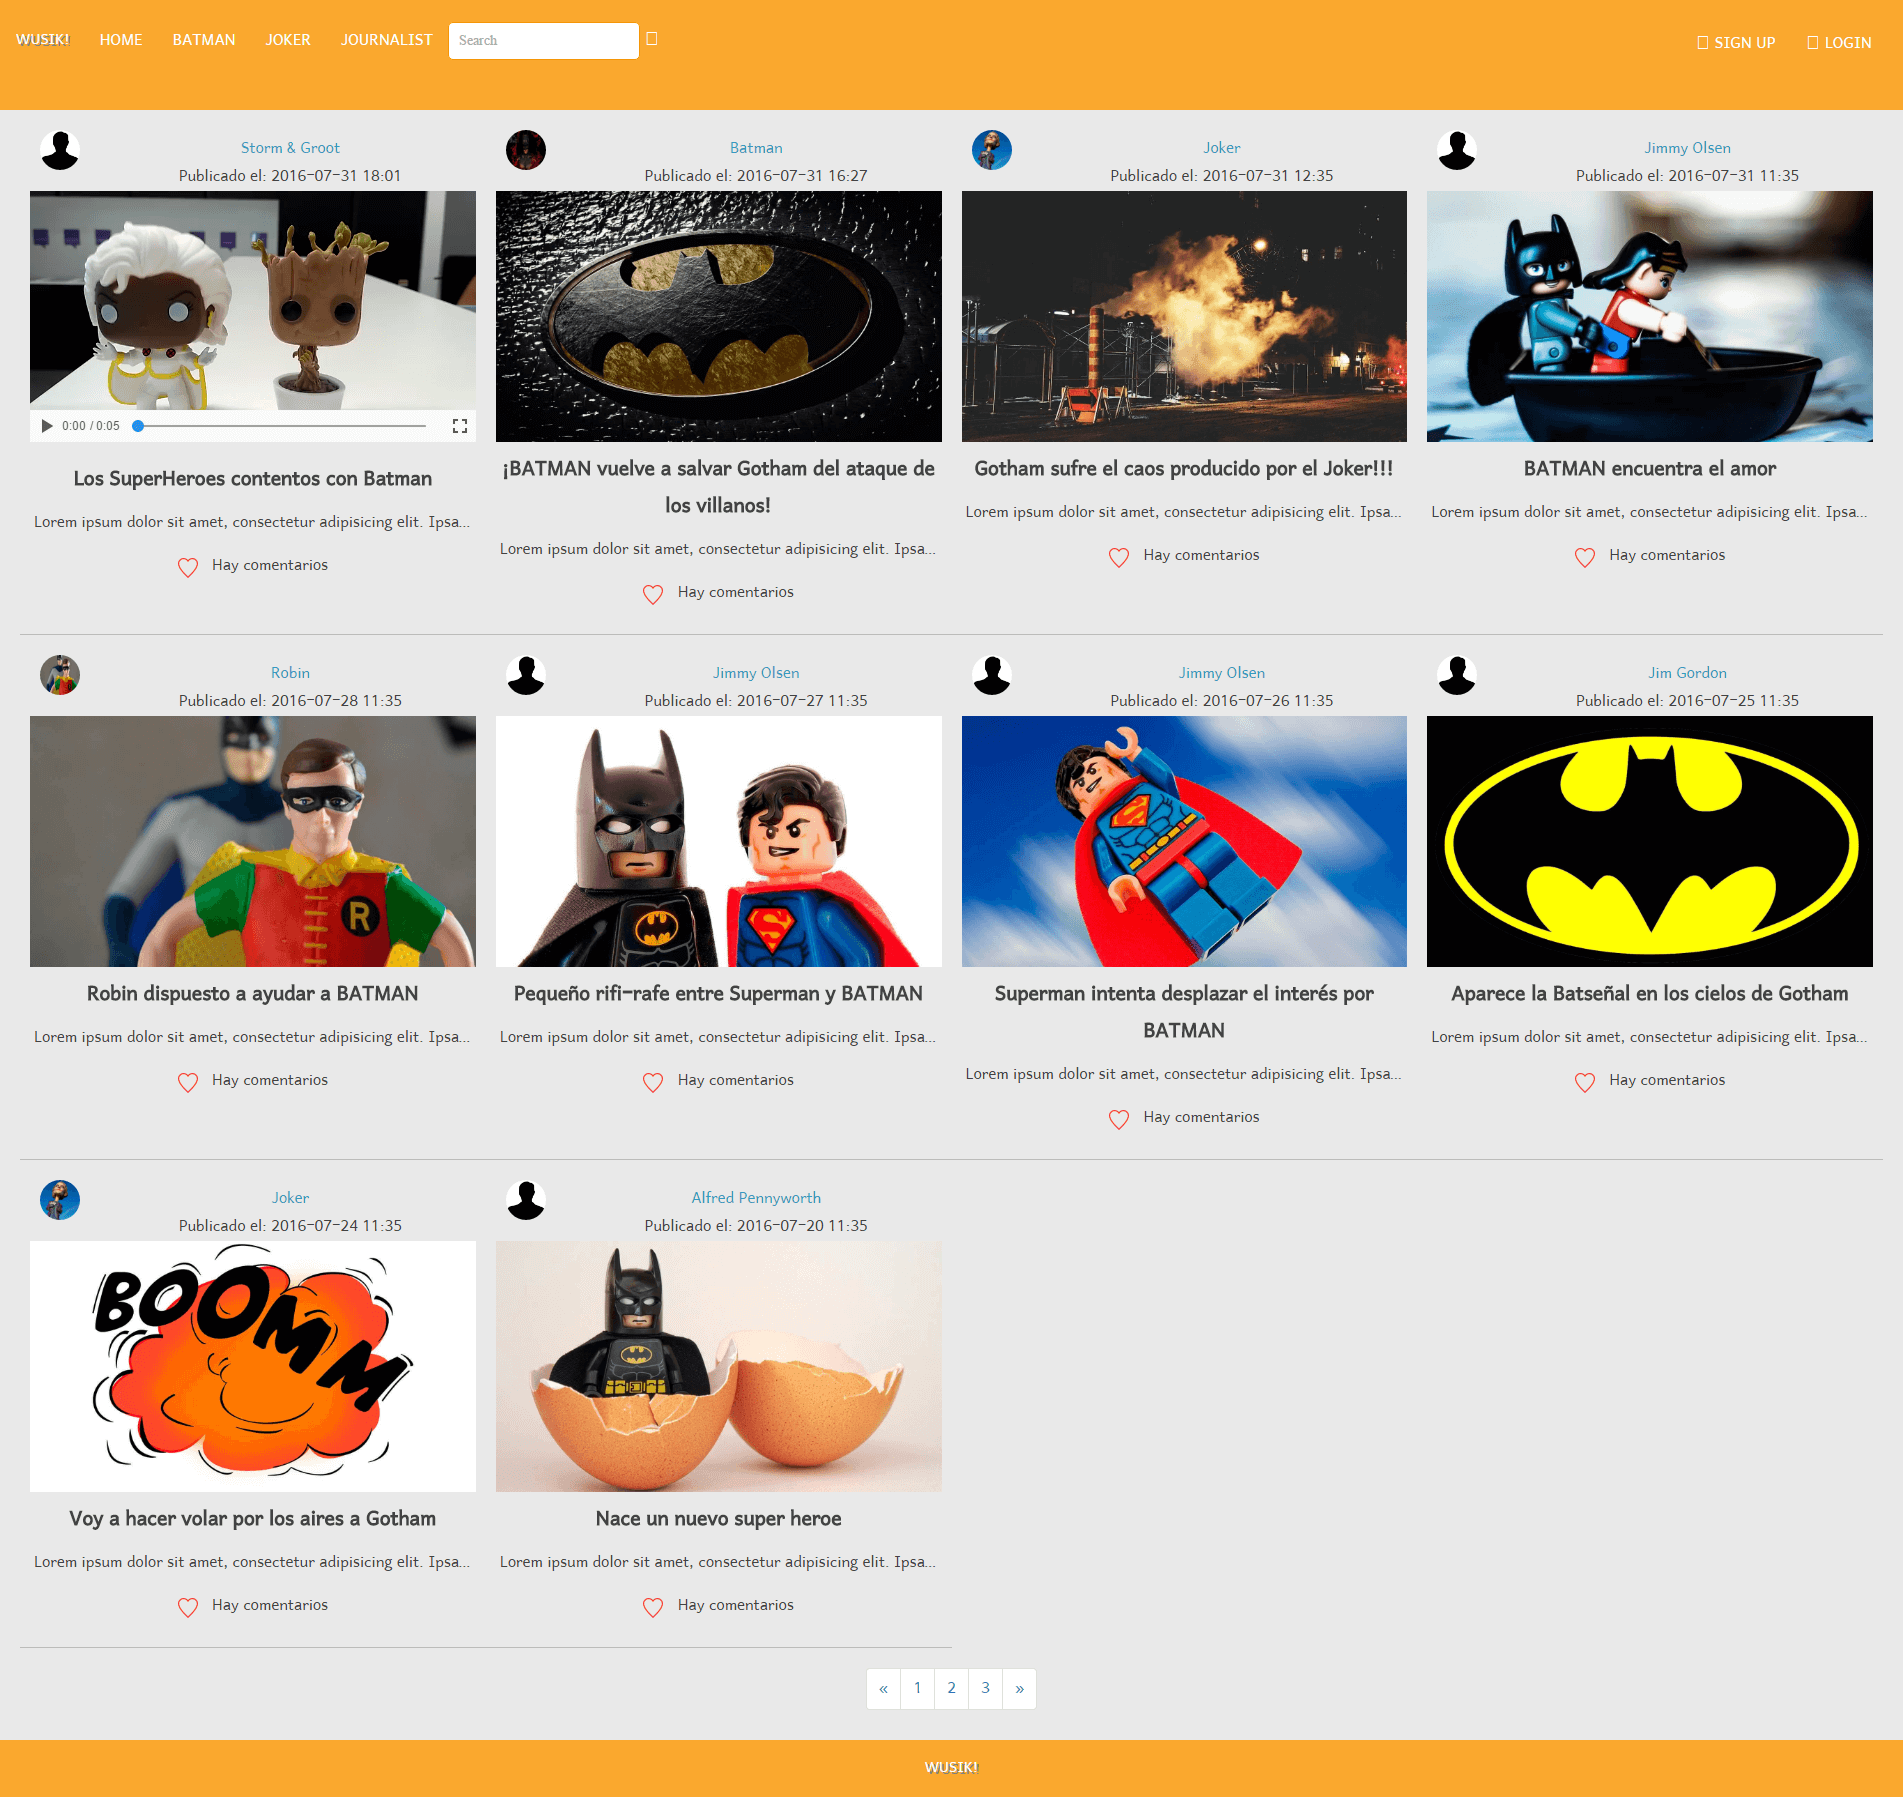 WUSIK! HOME BATMAN JOKER JOURNALIST Search SIGN UP LOGIN
Storm & Groot
Publicado el: 2016-07-31 18:01
0:00 / 0:05
Los SuperHeroes contentos con Batman
Lorem ipsum dolor sit amet, consectetur adipisicing elit. Ipsa...
Hay comentarios
Batman
Publicado el: 2016-07-31 16:27
¡BATMAN vuelve a salvar Gotham del ataque de
los villanos!
Lorem ipsum dolor sit amet, consectetur adipisicing elit. Ipsa...
Hay comentarios
Joker
Publicado el: 2016-07-31 12:35
Gotham sufre el caos producido por el Joker!!!
Lorem ipsum dolor sit amet, consectetur adipisicing elit. Ipsa...
Hay comentarios
Jimmy Olsen
Publicado el: 2016-07-31 11:35
BATMAN encuentra el amor
Lorem ipsum dolor sit amet, consectetur adipisicing elit. Ipsa...
Hay comentarios
Robin
Publicado el: 2016-07-28 11:35
R
Robin dispuesto a ayudar a BATMAN
Lorem ipsum dolor sit amet, consectetur adipisicing elit. Ipsa...
Hay comentarios
Jimmy Olsen
Publicado el: 2016-07-27 11:35
Pequeño rifi-rafe entre Superman y BATMAN
Lorem ipsum dolor sit amet, consectetur adipisicing elit. Ipsa...
Hay comentarios
Jimmy Olsen
Publicado el: 2016-07-26 11:35
Superman intenta desplazar el interés por
BATMAN
Lorem ipsum dolor sit amet, consectetur adipisicing elit. Ipsa...
Hay comentarios
Jim Gordon
Publicado el: 2016-07-25 11:35
Aparece la Batseñal en los cielos de Gotham
Lorem ipsum dolor sit amet, consectetur adipisicing elit. Ipsa...
Hay comentarios
Joker
Publicado el: 2016-07-24 11:35
BOOMM
Voy a hacer volar por los aires a Gotham
Lorem ipsum dolor sit amet, consectetur adipisicing elit. Ipsa...
Hay comentarios
Alfred Pennyworth
Publicado el: 2016-07-20 11:35
Nace un nuevo super heroe
Lorem ipsum dolor sit amet, consectetur adipisicing elit. Ipsa...
Hay comentarios
« 1 2 3 »
WUSIK!